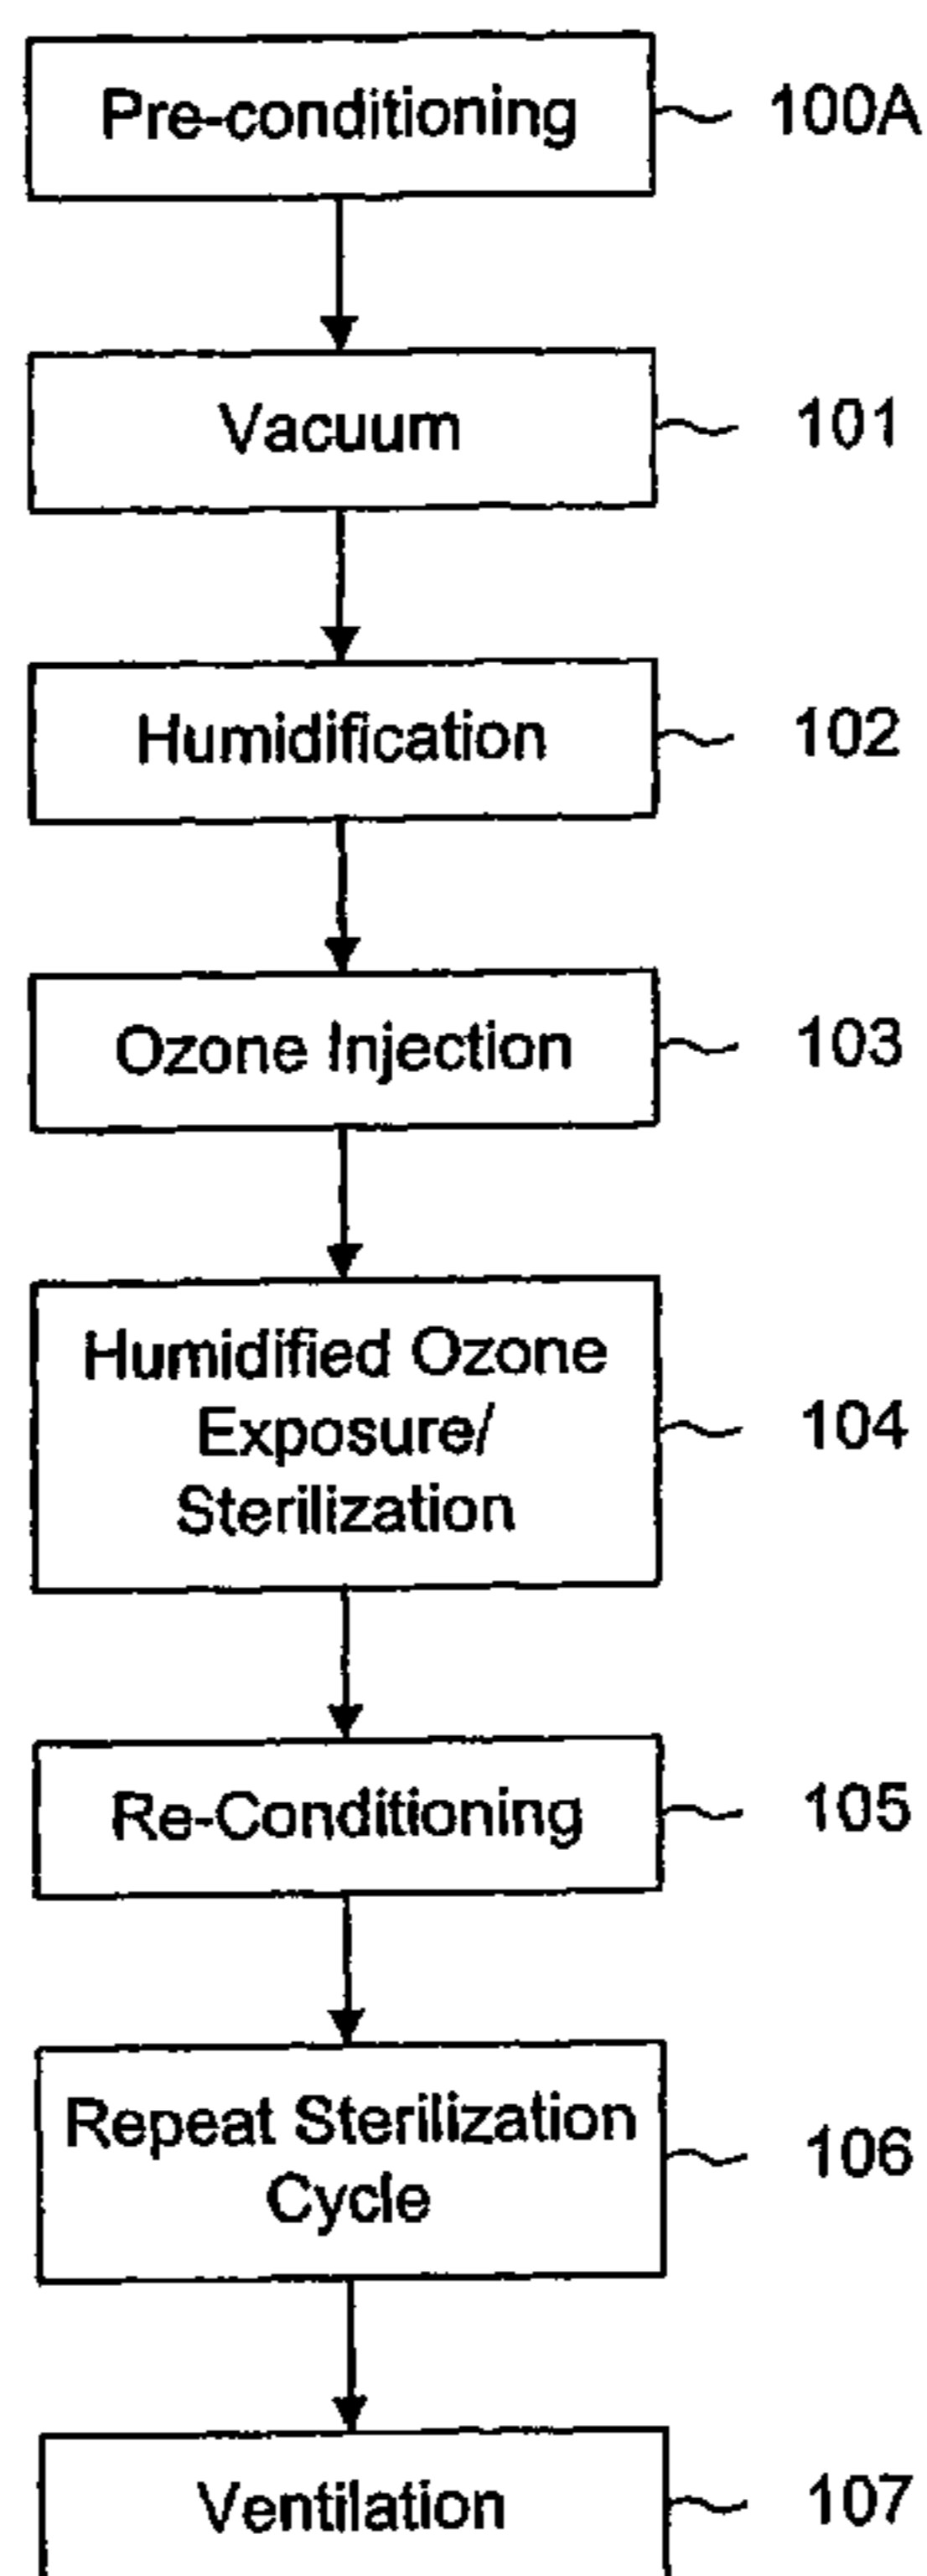 Pre-conditioning 100A
Vacuum 101
Humidification 102
Ozone Injection 103
Humidified Ozone
Exposure/ 104
Sterilization
Re-Conditioning 105
Repeat Sterilization
Cycle 106
Ventilation 107